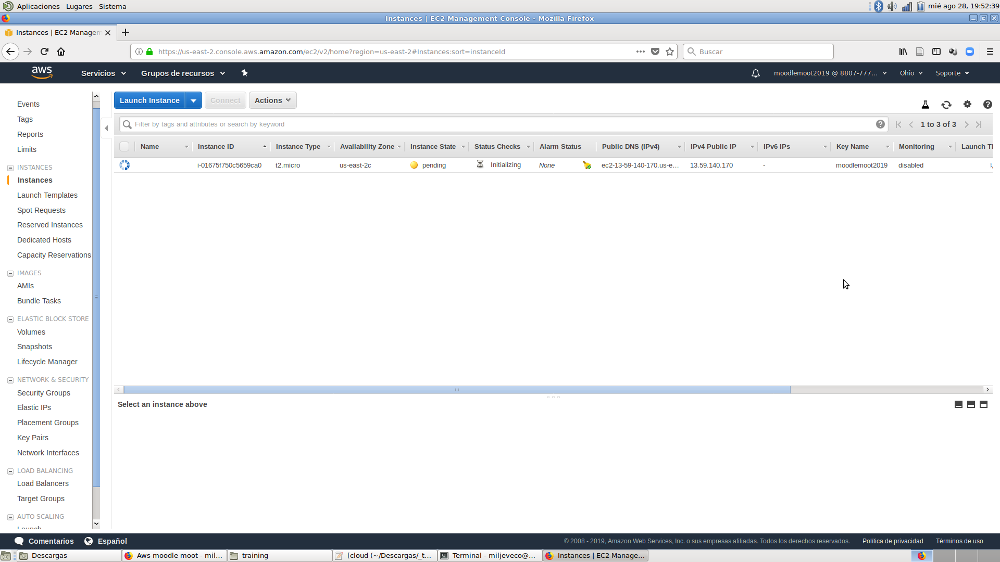 Aplicaciones Lugares Sistema mié ago 28, 19:52:39
Instances | EC2 Management Console - Mozilla Firefox
Instances | EC2 Managem
https://us-east-2.console.aws.amazon.com/ec2/v2/home?region=us-east-2#Instances:sort=instanceId Buscar
aws Servicios Grupos de recursos moodlemoot2019 @ 8807-777... Ohio Soporte
Launch Instance Connect Actions
Filter by tags and attributes or search by keyword 1 to 3 of 3
Name Instance ID Instance Type Availability Zone Instance State Status Checks Alarm Status Public DNS (IPv4) IPv4 Public IP IPv6 IPs Key Name Monitoring Launch Ti
i-01675f750c5659ca0 t2.micro us-east-2c pending Initializing None ec2-13-59-140-170.us-e... 13.59.140.170 - moodlemoot2019 disabled
Events
Tags
Reports
Limits
INSTANCES
Instances
Launch Templates
Spot Requests
Reserved Instances
Dedicated Hosts
Capacity Reservations
IMAGES
AMIs
Bundle Tasks
ELASTIC BLOCK STORE
Volumes
Snapshots
Lifecycle Manager
NETWORK & SECURITY
Security Groups
Elastic IPs
Placement Groups
Key Pairs
Network Interfaces
LOAD BALANCING
Load Balancers
Target Groups
AUTO SCALING
Launch
Select an instance above
Comentarios Español © 2008 - 2019, Amazon Web Services, Inc. o sus empresas afiliadas. Todos los derechos reservados. Política de privacidad Términos de uso
Descargas Aws moodle moot - mil... training [cloud (~/Descargas/_t... Terminal - miljeveco@... Instances | EC2 Manage...